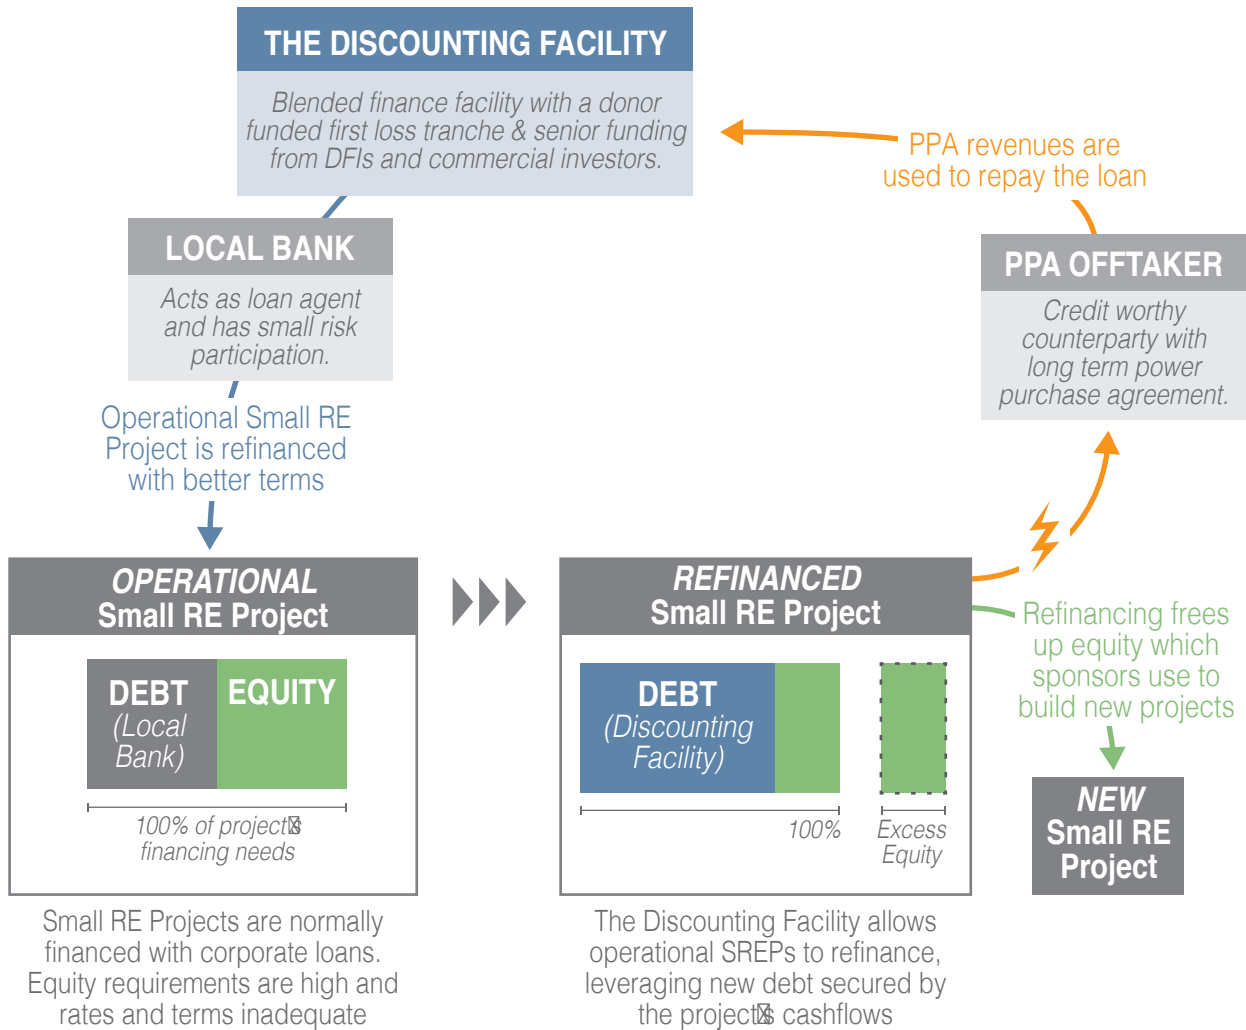 THE DISCOUNTING FACILITY
Blended finance facility with a donor
funded first loss tranche & senior funding
from DFIs and commercial investors.
PPA revenues are
used to repay the loan
LOCAL BANK
Acts as loan agent
and has small risk
participation.
PPA OFFTAKER
Credit worthy
counterparty with
long term power
purchase agreement.
Operational Small RE
Project is refinanced
with better terms
OPERATIONAL
Small RE Project
DEBT
(Local
Bank)
EQUITY
100% of project☒s
financing needs
REFINANCED
Small RE Project
DEBT
(Discounting
Facility)
100%
Excess
Equity
Refinancing frees
up equity which
sponsors use to
build new projects
NEW
Small RE
Project
Small RE Projects are normally
financed with corporate loans.
Equity requirements are high and
rates and terms inadequate
The Discounting Facility allows
operational SREPs to refinance,
leveraging new debt secured by
the project☒s cashflows